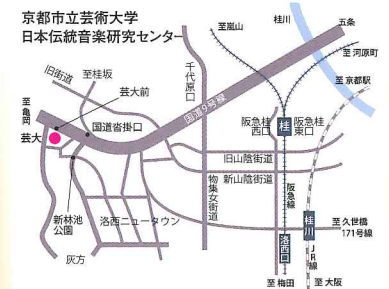 京都市立芸術大学
日本伝統音楽研究センター
至嵐山
桂川
五条
至河原町
至京都駅
千代原口
至桂坂
旧街道
芸大前
至亀岡
国道沓掛口
国道9号線
芸大
阪急桂西口
桂
阪急桂東口
旧山陰街道
新山陰街道
物集女街道
阪急線
新林池公園
洛西ニュータウン
桂川
至久世橋
171号線
洛西口
JR線
灰方
至梅田
至大阪